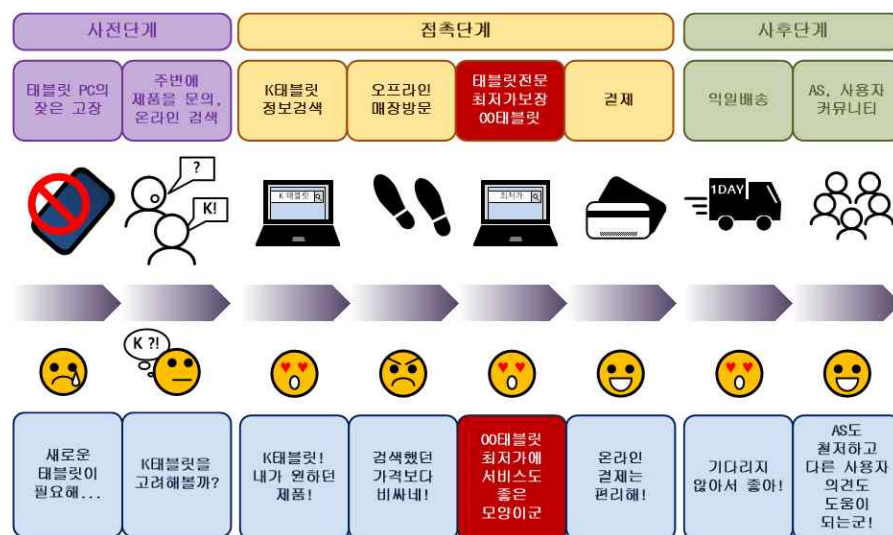 사전단계
접촉단계
사후단계
태블릿 PC의
잦은 고장
주변에
제품을 문의,
온라인 검색
K태블릿
정보검색
오프라인
매장방문
태블릿전문
최저가보장
OO태블릿
결제
익일배송
AS, 사용자
커뮤니티
?
K!
K 태블릿
최저가
1DAY
K ?!
새로운
태블릿이
필요해...
K태블릿을
고려해볼까?
K태블릿!
내가 원하던
제품!
검색했던
가격보다
비싸네!
OO태블릿
최저가에
서비스도
좋은
모양이군
온라인
결제는
편리해!
기다리지
않아서 좋아!
AS도
철저하고
다른 사용자
의견도
도움이
되는군!